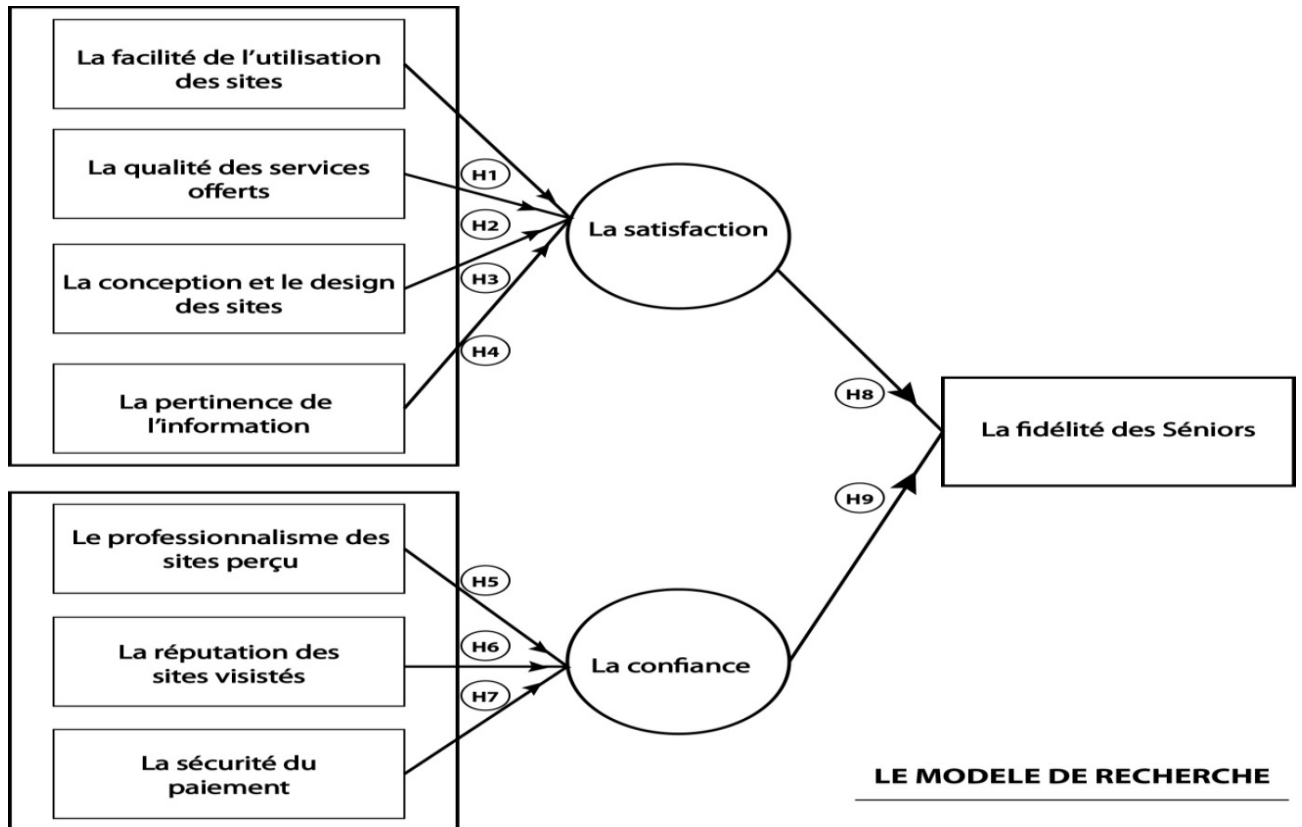 La facilité de l'utilisation
des sites
La qualité des services
offerts
La conception et le design
des sites
La pertinence de
l'information
H1
H2
H3
H4
La satisfaction
H8
La fidélité des Séniors
H9
Le professionnalisme des
sites perçu
La réputation des
sites visistés
La sécurité du
paiement
H5
H6
H7
La confiance
LE MODELE DE RECHERCHE